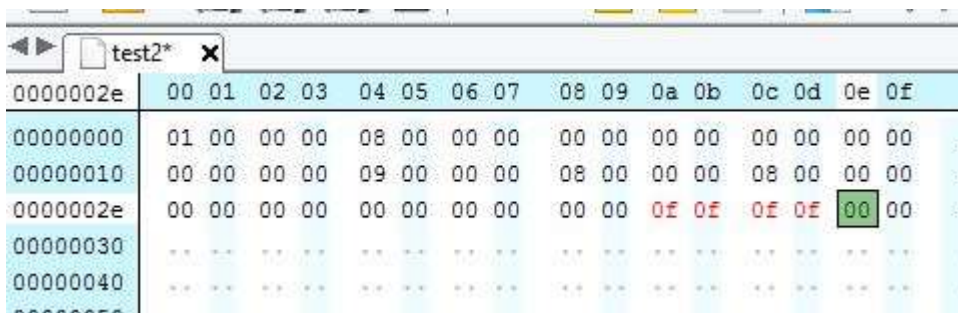 test2*
0000002e 00 01 02 03 04 05 06 07 08 09 0a 0b 0c 0d 0e 0f
00000000 01 00 00 00 08 00 00 00 00 00 00 00 00 00 00 00
00000010 00 00 00 00 09 00 00 00 08 00 00 00 08 00 00 00
0000002e 00 00 00 00 00 00 00 00 00 00 0f 0f 0f 0f 00 00
00000030 .. .. .. .. .. .. .. .. .. .. .. .. .. .. .. ..
00000040 .. .. .. .. .. .. .. .. .. .. .. .. .. .. .. ..